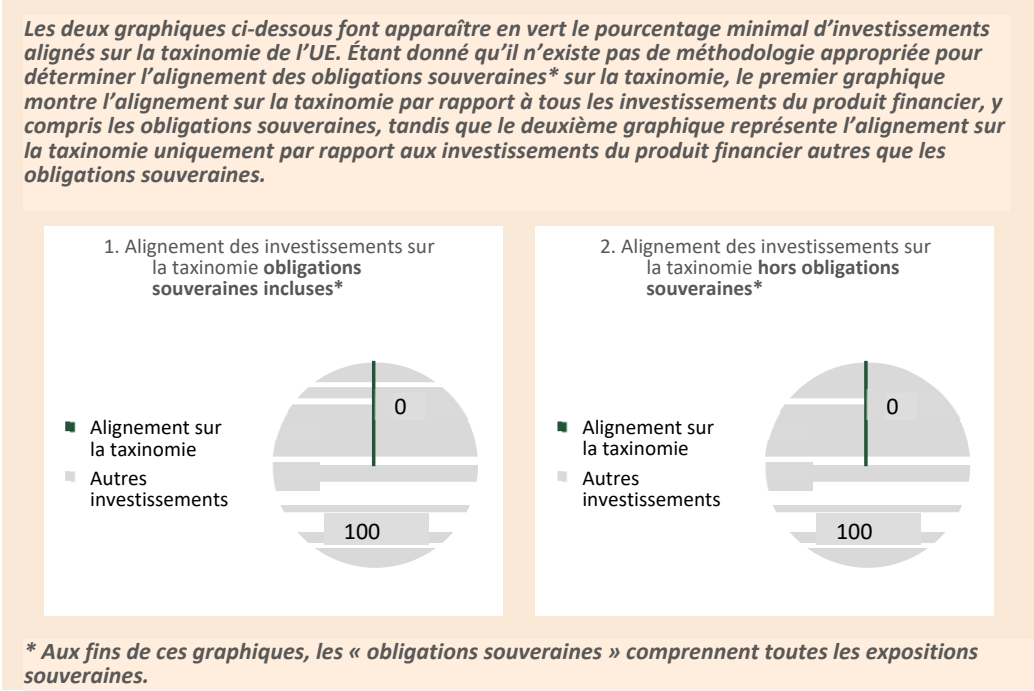 Les deux graphiques ci-dessous font apparaître en vert le pourcentage minimal d’investissements
alignés sur la taxinomie de l’UE. Étant donné qu’il n’existe pas de méthodologie appropriée pour
déterminer l’alignement des obligations souveraines* sur la taxinomie, le premier graphique
montre l’alignement sur la taxinomie par rapport à tous les investissements du produit financier, y
compris les obligations souveraines, tandis que le deuxième graphique représente l’alignement sur
la taxinomie uniquement par rapport aux investissements du produit financier autres que les
obligations souveraines.
1. Alignement des investissements sur
la taxinomie obligations
souveraines incluses*
0
Alignement sur
la taxinomie
Autres
investissements
100
2. Alignement des investissements sur
la taxinomie hors obligations
souveraines*
0
Alignement sur
la taxinomie
Autres
investissements
100
* Aux fins de ces graphiques, les « obligations souveraines » comprennent toutes les expositions
souveraines.